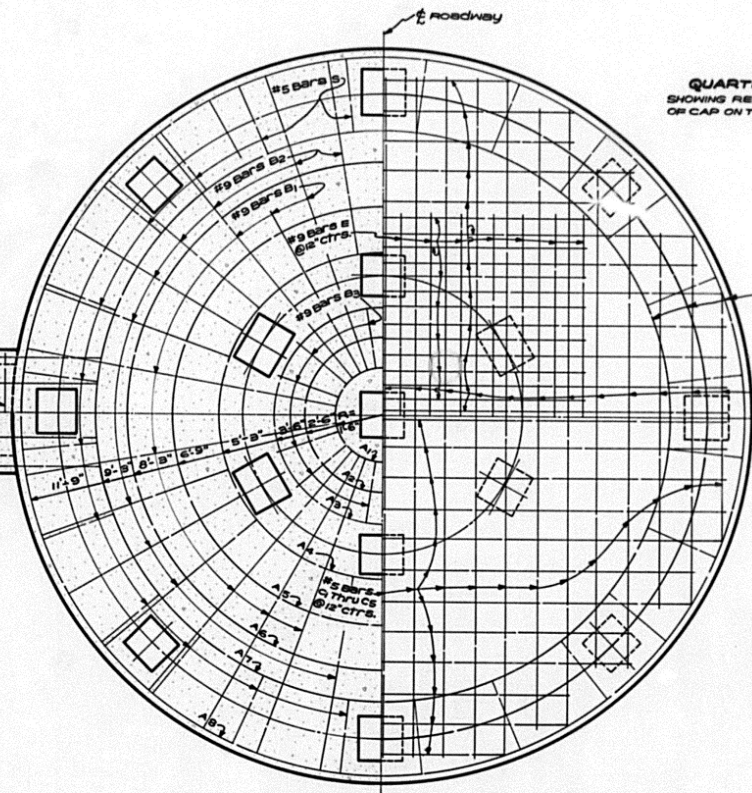 ℄ Roadway
QUART
SHOWING RE
OF CAP ON T
#5 Bars S
#9 Bars B2
#9 Bars B1
#9 Bars E
@12" Ctrs.
#9 Bars B3
11'-9" 9'-3" 8'-3" 6'-9" 5'-3" 3'-6" 2'-6" R=
A1
A2
A3
A4
#5 Bars
C1 Thru C5
@12" Ctrs.
A5
A6
A7
A8